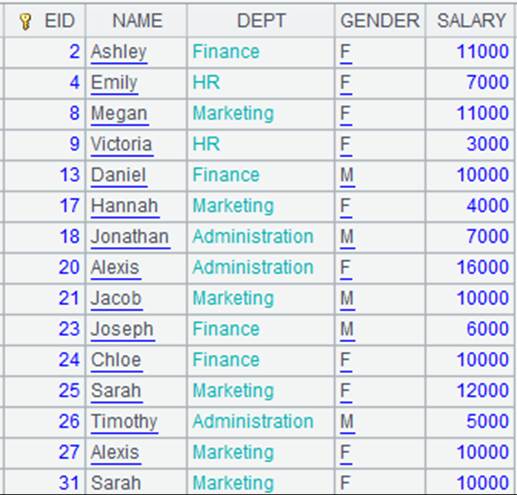 EID NAME DEPT GENDER SALARY
2 Ashley Finance F 11000
4 Emily HR F 7000
8 Megan Marketing F 11000
9 Victoria HR F 3000
13 Daniel Finance M 10000
17 Hannah Marketing F 4000
18 Jonathan Administration M 7000
20 Alexis Administration F 16000
21 Jacob Marketing M 10000
23 Joseph Finance M 6000
24 Chloe Finance F 10000
25 Sarah Marketing F 12000
26 Timothy Administration M 5000
27 Alexis Marketing F 10000
31 Sarah Marketing F 10000